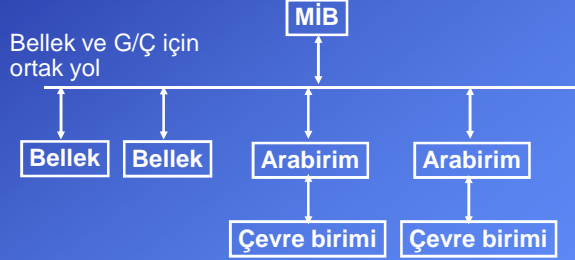 MİB
Bellek ve G/Ç için
ortak yol
Bellek
Bellek
Arabirim
Arabirim
Çevre birimi
Çevre birimi